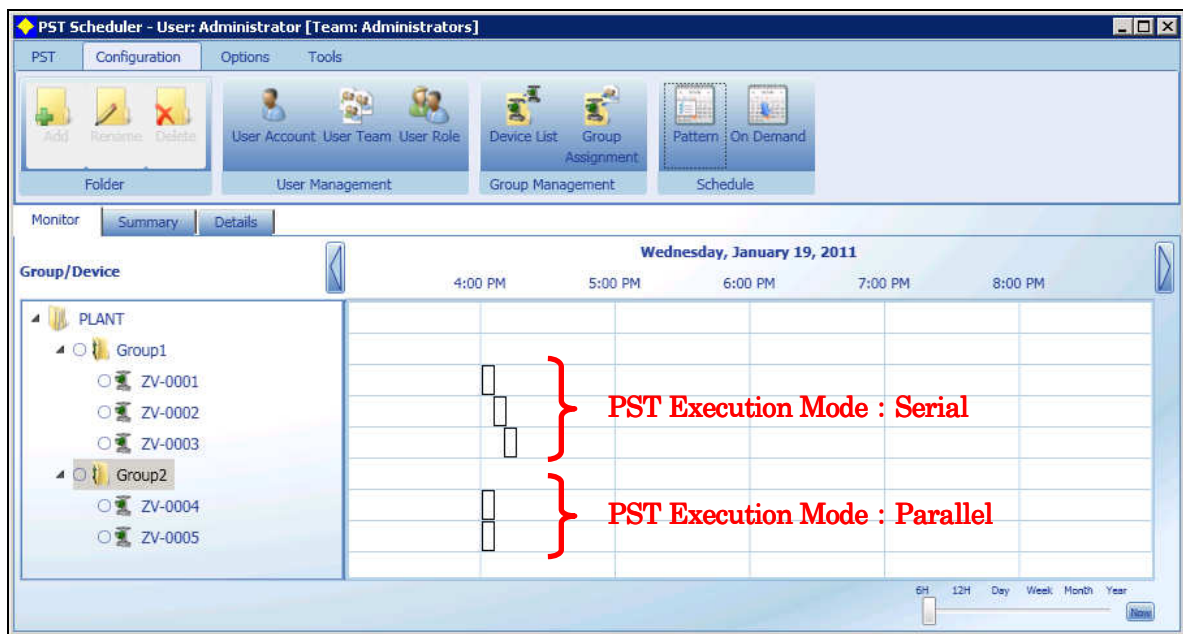 PST Scheduler - User: Administrator [Team: Administrators]
PST Configuration Options Tools
Add Rename Delete User Account User Team User Role Device List Group Assignment Pattern On Demand
Folder User Management Group Management Schedule
Monitor Summary Details
Wednesday, January 19, 2011
Group/Device
4:00 PM 5:00 PM 6:00 PM 7:00 PM 8:00 PM
PLANT
Group1
ZV-0001
ZV-0002
PST Execution Mode : Serial
ZV-0003
Group2
ZV-0004
PST Execution Mode : Parallel
ZV-0005
6H 12H Day Week Month Year
Now